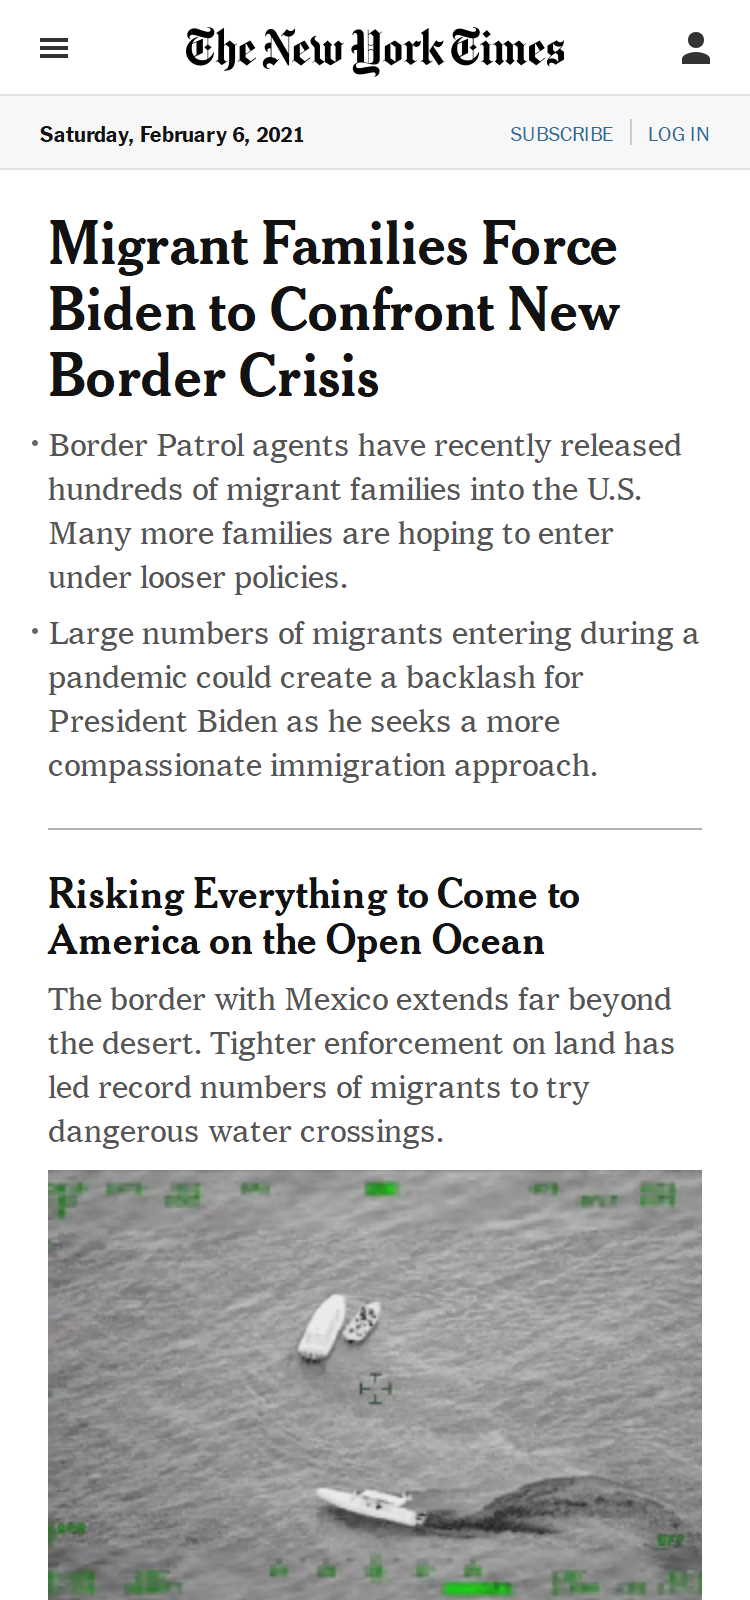 The New York Times
Saturday, February 6, 2021
SUBSCRIBE
LOG IN
Migrant Families Force
Biden to Confront New
Border Crisis
• Border Patrol agents have recently released
hundreds of migrant families into the U.S.
Many more families are hoping to enter
under looser policies.
• Large numbers of migrants entering during a
pandemic could create a backlash for
President Biden as he seeks a more
compassionate immigration approach.
Risking Everything to Come to
America on the Open Ocean
The border with Mexico extends far beyond
the desert. Tighter enforcement on land has
led record numbers of migrants to try
dangerous water crossings.